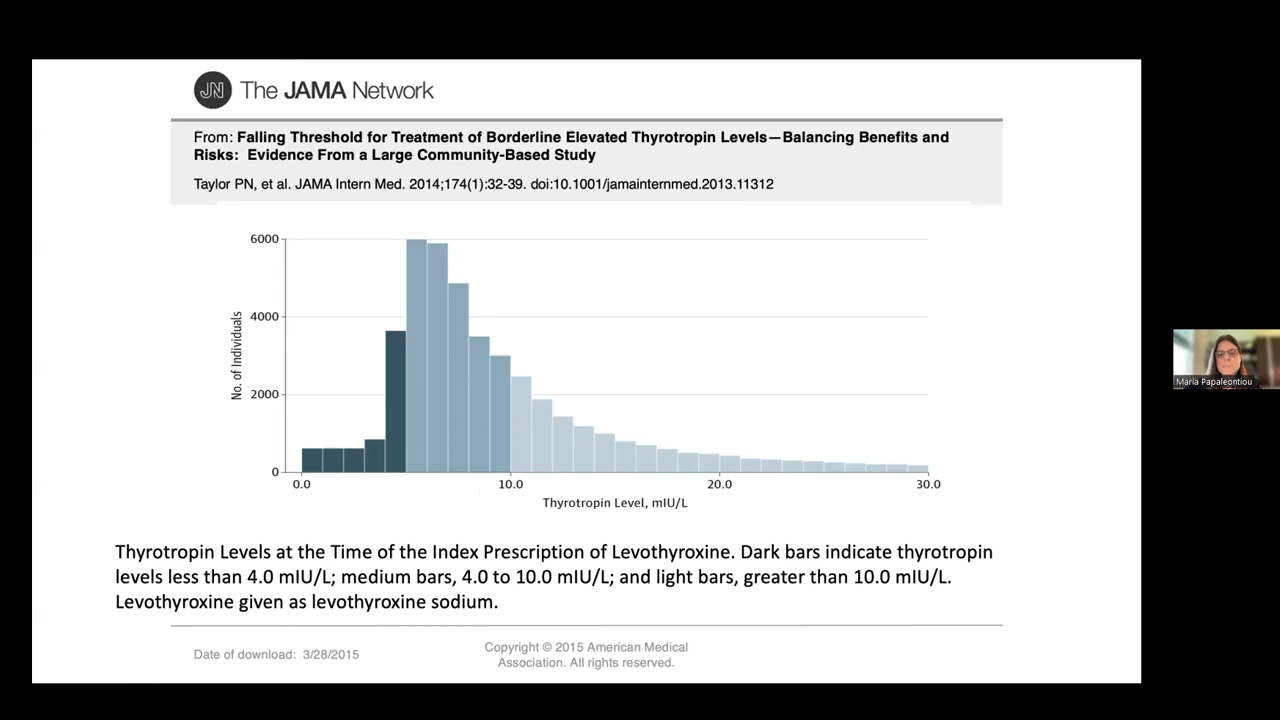 JN The JAMA Network
From: Falling Threshold for Treatment of Borderline Elevated Thyrotropin Levels—Balancing Benefits and
Risks: Evidence From a Large Community-Based Study
Taylor PN, et al. JAMA Intern Med. 2014;174(1):32-39. doi:10.1001/jamainternmed.2013.11312
6000
4000
2000
0
No. of Individuals
0.0 10.0 20.0 30.0
Thyrotropin Level, mIU/L
Thyrotropin Levels at the Time of the Index Prescription of Levothyroxine. Dark bars indicate thyrotropin
levels less than 4.0 mIU/L; medium bars, 4.0 to 10.0 mIU/L; and light bars, greater than 10.0 mIU/L.
Levothyroxine given as levothyroxine sodium.
Date of download: 3/28/2015
Copyright © 2015 American Medical
Association. All rights reserved.
Maria Papaleontiou